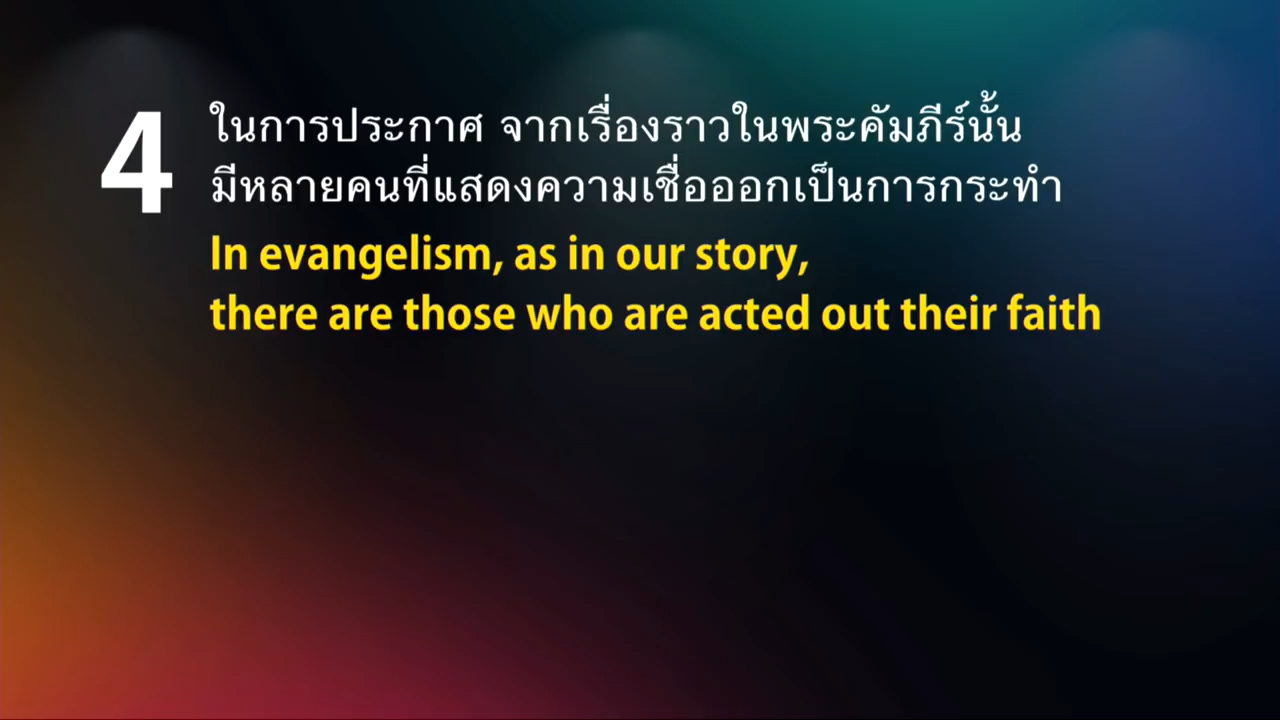 4
ในการประกาศ จากเรื่องราวในพระคัมภีร์นั้น
มีหลายคนที่แสดงความเชื่อออกเป็นการกระทำ
In evangelism, as in our story,
there are those who are acted out their faith